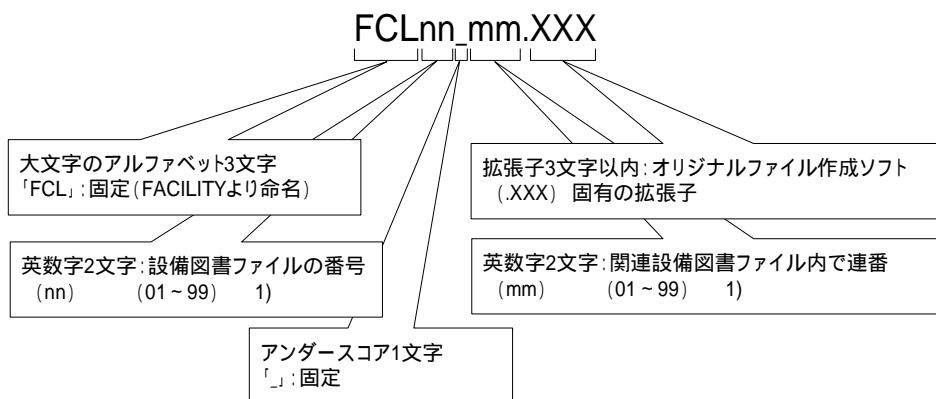 FCLnn_mm.XXX
大文字のアルファベット3文字
「FCL」:固定(FACILITYより命名)
拡張子3文字以内:オリジナルファイル作成ソフト
(.XXX) 固有の拡張子
英数字2文字:設備図書ファイルの番号
(nn) (01~99) 1)
英数字2文字:関連設備図書ファイル内で連番
(mm) (01~99) 1)
アンダースコア1文字
「_」:固定